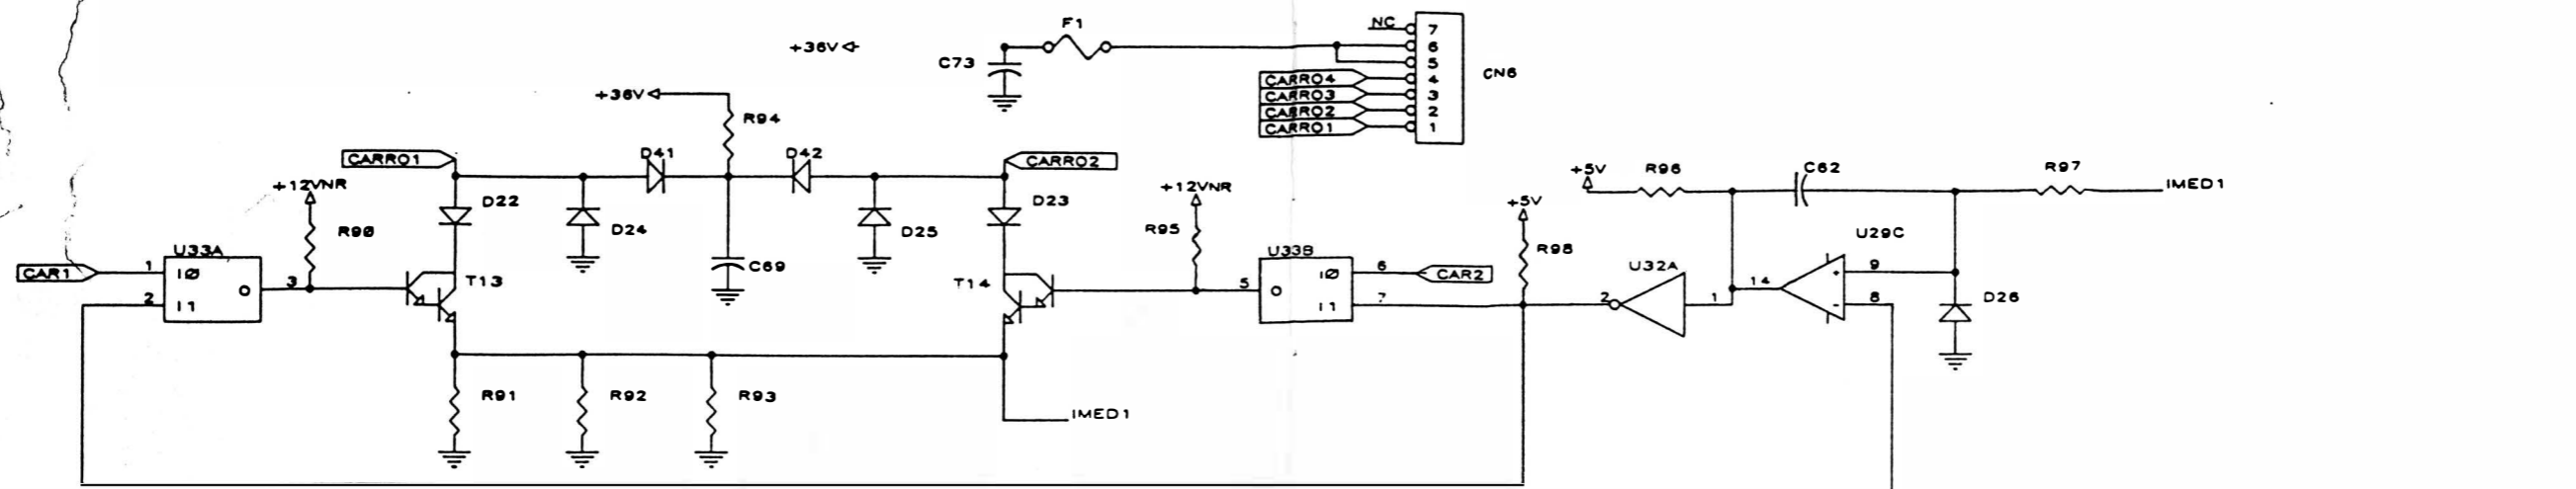 F1
NC 7
+36V
6
5
C73
CN6
CARRO4 4
+36V
CARRO3 3
R94
CARRO2 2
CARRO1 1
CARRO1
D41
D42
CARRO2
+5V
R96
C62
R97
IMED1
+12VNR
+12VNR
D22
D23
+5V
R90
D24
D25
R95
U29C
R98
U33A
U33B
CAR1
1
I0
O
3
2
I1
T13
C69
T14
5
O
I0
6
CAR2
I1
7
U32A
2
1
14
+
9
-
8
D26
R91
R92
R93
IMED1